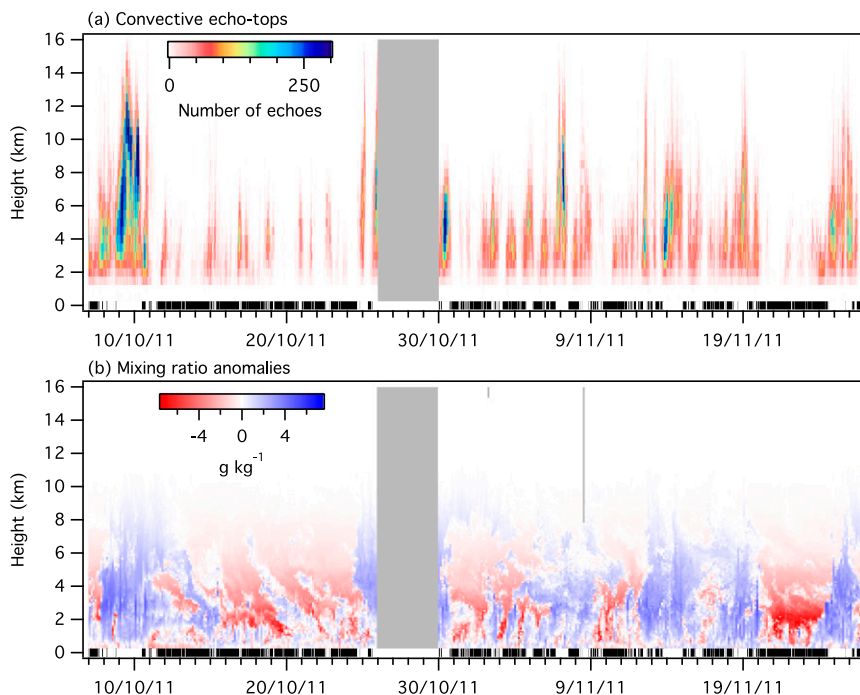 (a) Convective echo-tops
16
14
12
10
8
6
4
2
0
Height (km)
0 250
Number of echoes
10/10/11 20/10/11 30/10/11 9/11/11 19/11/11
(b) Mixing ratio anomalies
16
14
12
10
8
6
4
2
0
Height (km)
-4 0 4
g kg⁻¹
10/10/11 20/10/11 30/10/11 9/11/11 19/11/11